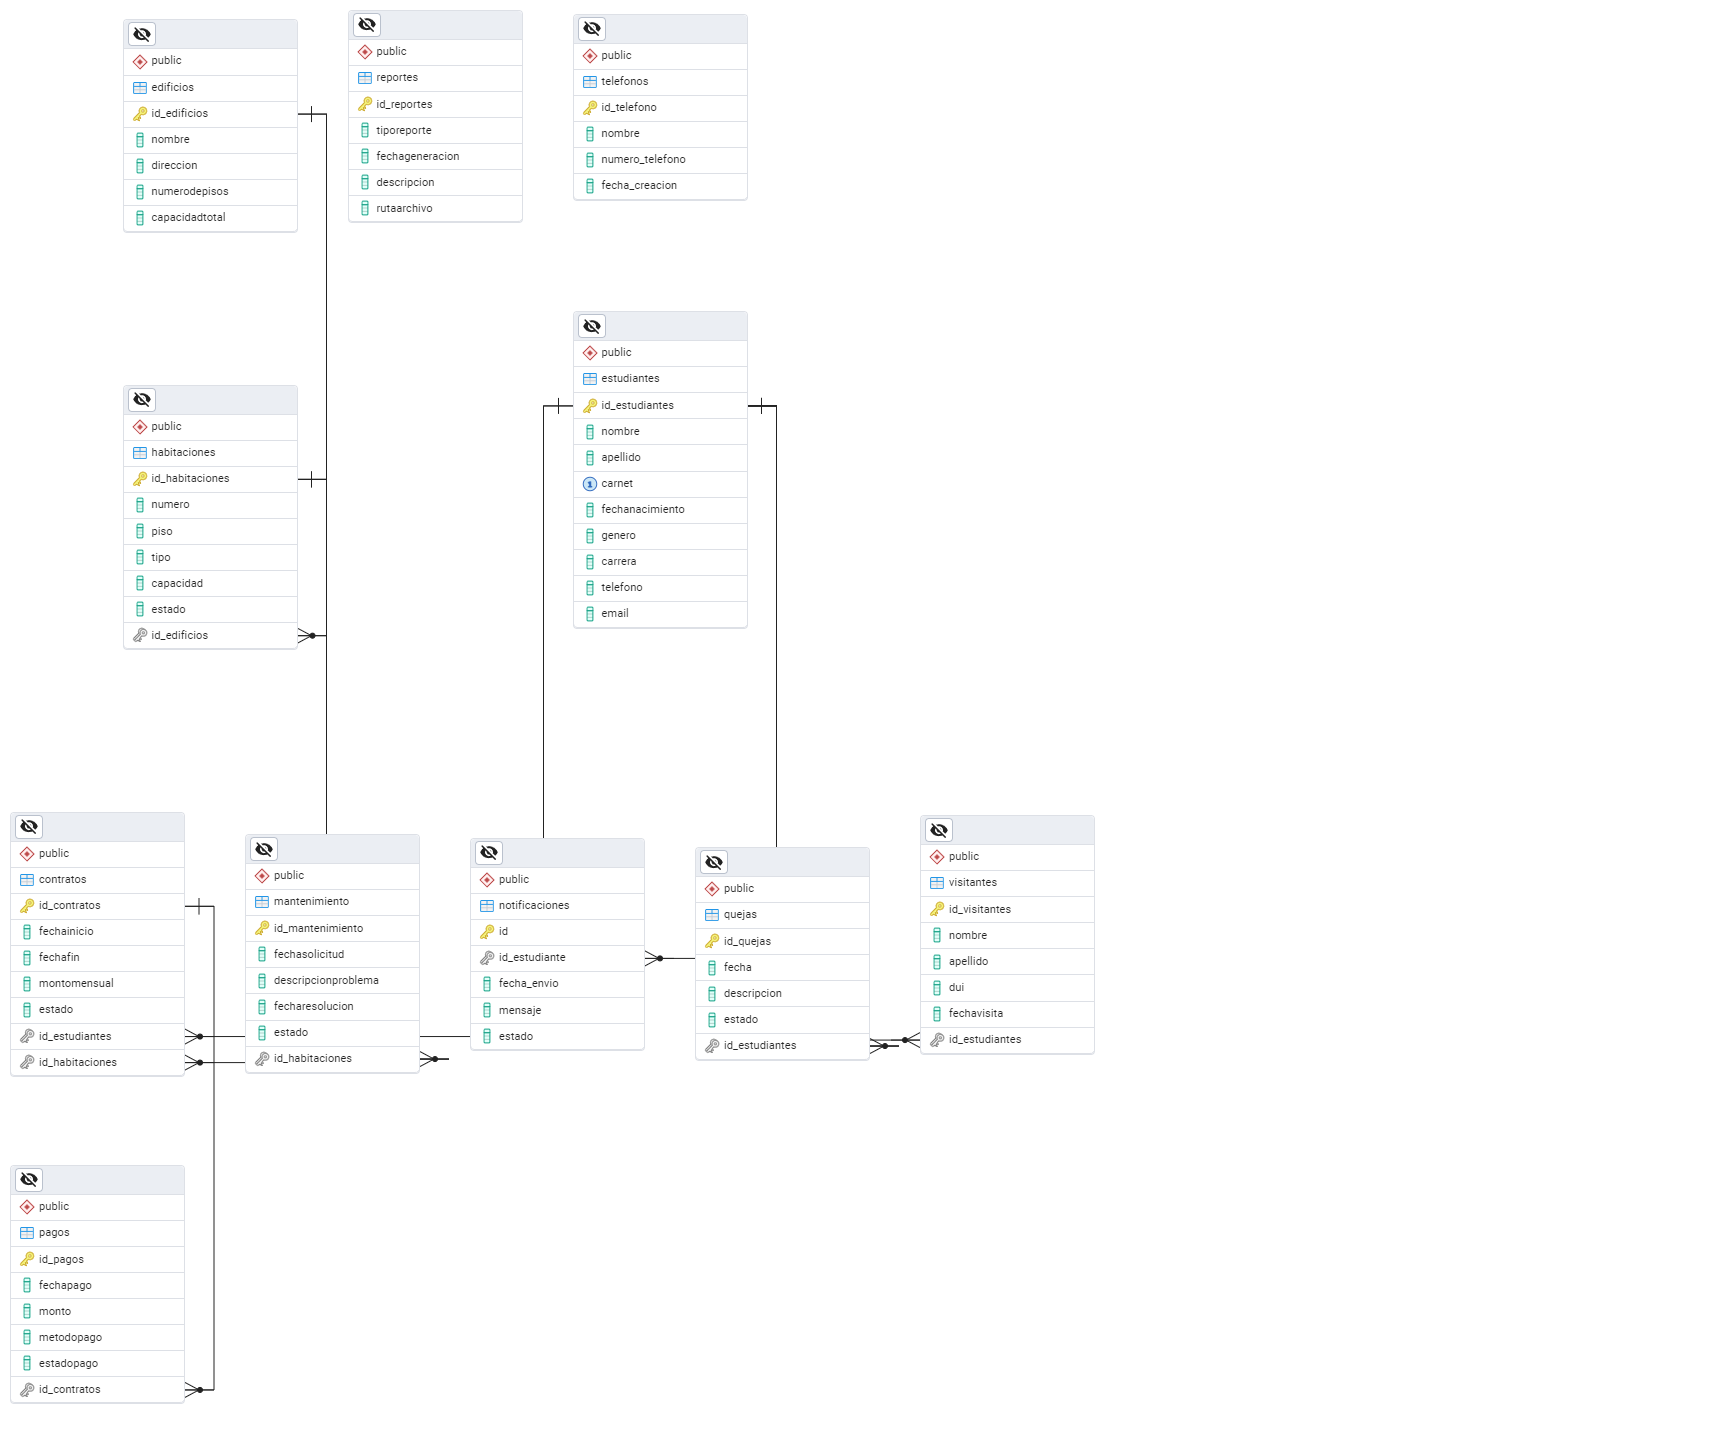 public
edificios
id_edificios
nombre
direccion
numerodepisos
capacidadtotal
public
reportes
id_reportes
tiporeporte
fechageneracion
descripcion
rutaarchivo
public
telefonos
id_telefono
nombre
numero_telefono
fecha_creacion
public
habitaciones
id_habitaciones
numero
piso
tipo
capacidad
estado
id_edificios
public
estudiantes
id_estudiantes
nombre
apellido
1 carnet
fechanacimiento
genero
carrera
telefono
email
public
contratos
id_contratos
fechainicio
fechafin
montomensual
estado
id_estudiantes
id_habitaciones
public
mantenimiento
id_mantenimiento
fechasolicitud
descripcionproblema
fecharesolucion
estado
id_habitaciones
public
notificaciones
id
id_estudiante
fecha_envio
mensaje
estado
public
quejas
id_quejas
fecha
descripcion
estado
id_estudiantes
public
visitantes
id_visitantes
nombre
apellido
dui
fechavisita
id_estudiantes
public
pagos
id_pagos
fechapago
monto
metodopago
estadopago
id_contratos